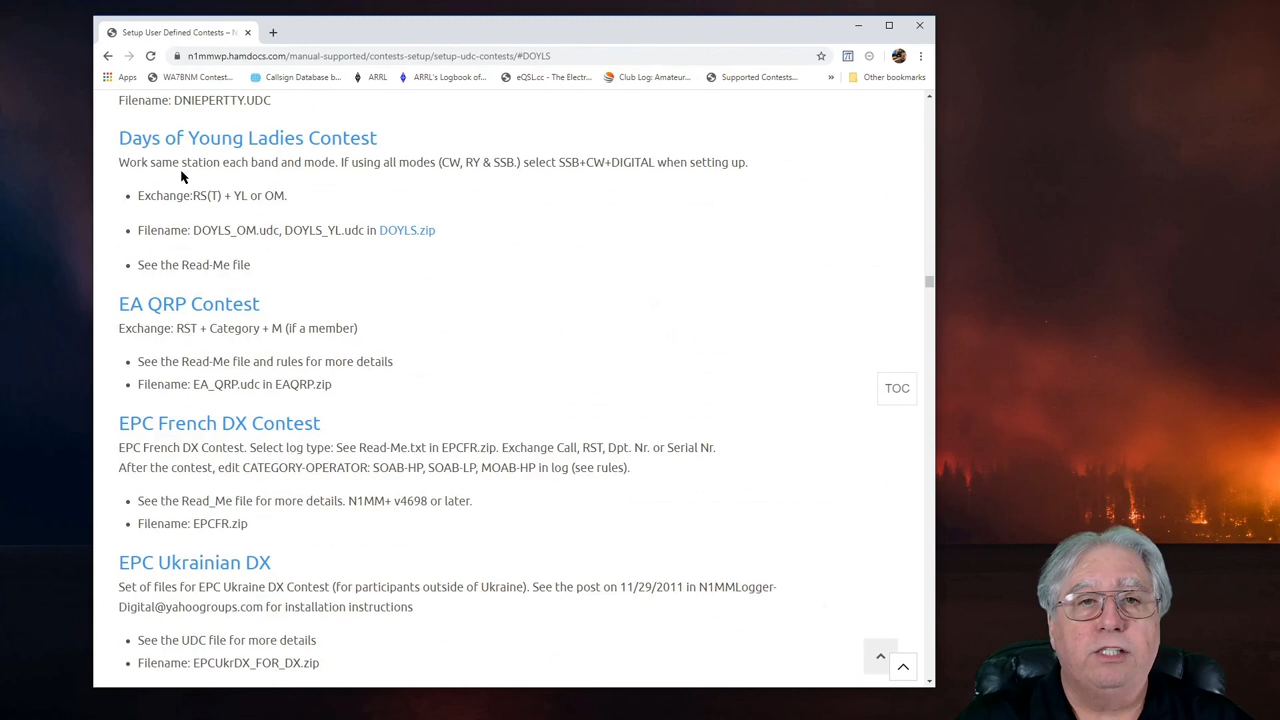 Setup User Defined Contests – N
n1mmwp.hamdocs.com/manual-supported/contests-setup/setup-udc-contests/#DOYLS
Apps WA7BNM Contest... Callsign Database b... ARRL ARRL's Logbook of... eQSL.cc - The Electr... Club Log: Amateur... Supported Contests... » Other bookmarks
Filename: DNIEPERTTY.UDC
Days of Young Ladies Contest
Work same station each band and mode. If using all modes (CW, RY & SSB.) select SSB+CW+DIGITAL when setting up.
• Exchange:RS(T) + YL or OM.
• Filename: DOYLS_OM.udc, DOYLS_YL.udc in DOYLS.zip
• See the Read-Me file
EA QRP Contest
Exchange: RST + Category + M (if a member)
• See the Read-Me file and rules for more details
• Filename: EA_QRP.udc in EAQRP.zip
TOC
EPC French DX Contest
EPC French DX Contest. Select log type: See Read-Me.txt in EPCFR.zip. Exchange Call, RST, Dpt. Nr. or Serial Nr.
After the contest, edit CATEGORY-OPERATOR: SOAB-HP, SOAB-LP, MOAB-HP in log (see rules).
• See the Read_Me file for more details. N1MM+ v4698 or later.
• Filename: EPCFR.zip
EPC Ukrainian DX
Set of files for EPC Ukraine DX Contest (for participants outside of Ukraine). See the post on 11/29/2011 in N1MMLogger-
Digital@yahoogroups.com for installation instructions
• See the UDC file for more details
• Filename: EPCUkrDX_FOR_DX.zip